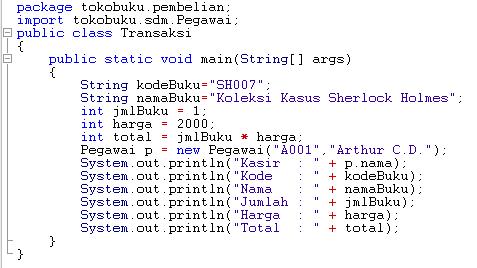 package tokobuku.pembelian;
import tokobuku.sdm.Pegawai;
public class Transaksi
{
    public static void main(String[] args)
    {
        String kodeBuku="SH007";
        String namaBuku="Koleksi Kasus Sherlock Holmes";
        int jmlBuku = 1;
        int harga = 2000;
        int total = jmlBuku * harga;
        Pegawai p = new Pegawai("A001","Arthur C.D.");
        System.out.println("Kasir  : " + p.nama);
        System.out.println("Kode   : " + kodeBuku);
        System.out.println("Nama   : " + namaBuku);
        System.out.println("Jumlah : " + jmlBuku);
        System.out.println("Harga  : " + harga);
        System.out.println("Total  : " + total);
    }
}